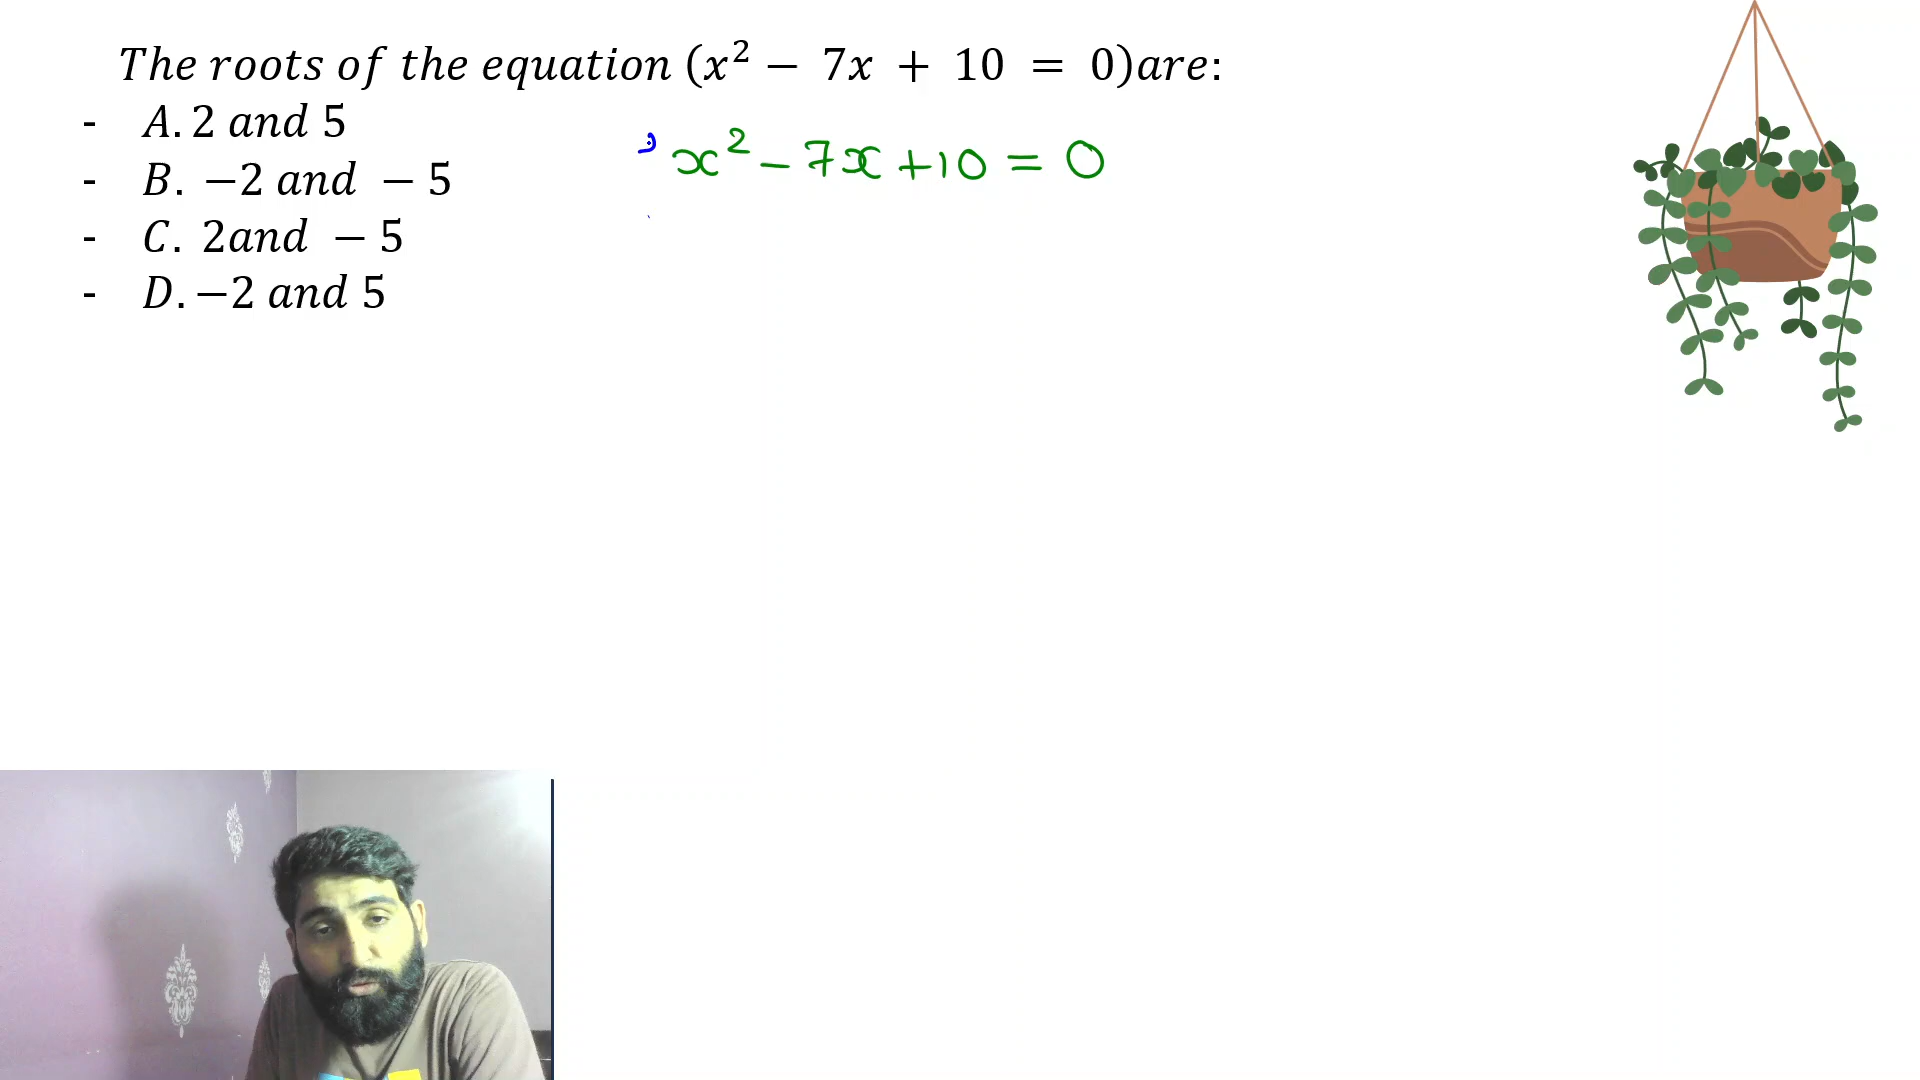 The roots of the equation (x² − 7x + 10 = 0)are:
- A. 2 and 5
x² − 7x + 10 = 0
- B. −2 and − 5
- C. 2and − 5
- D. −2 and 5